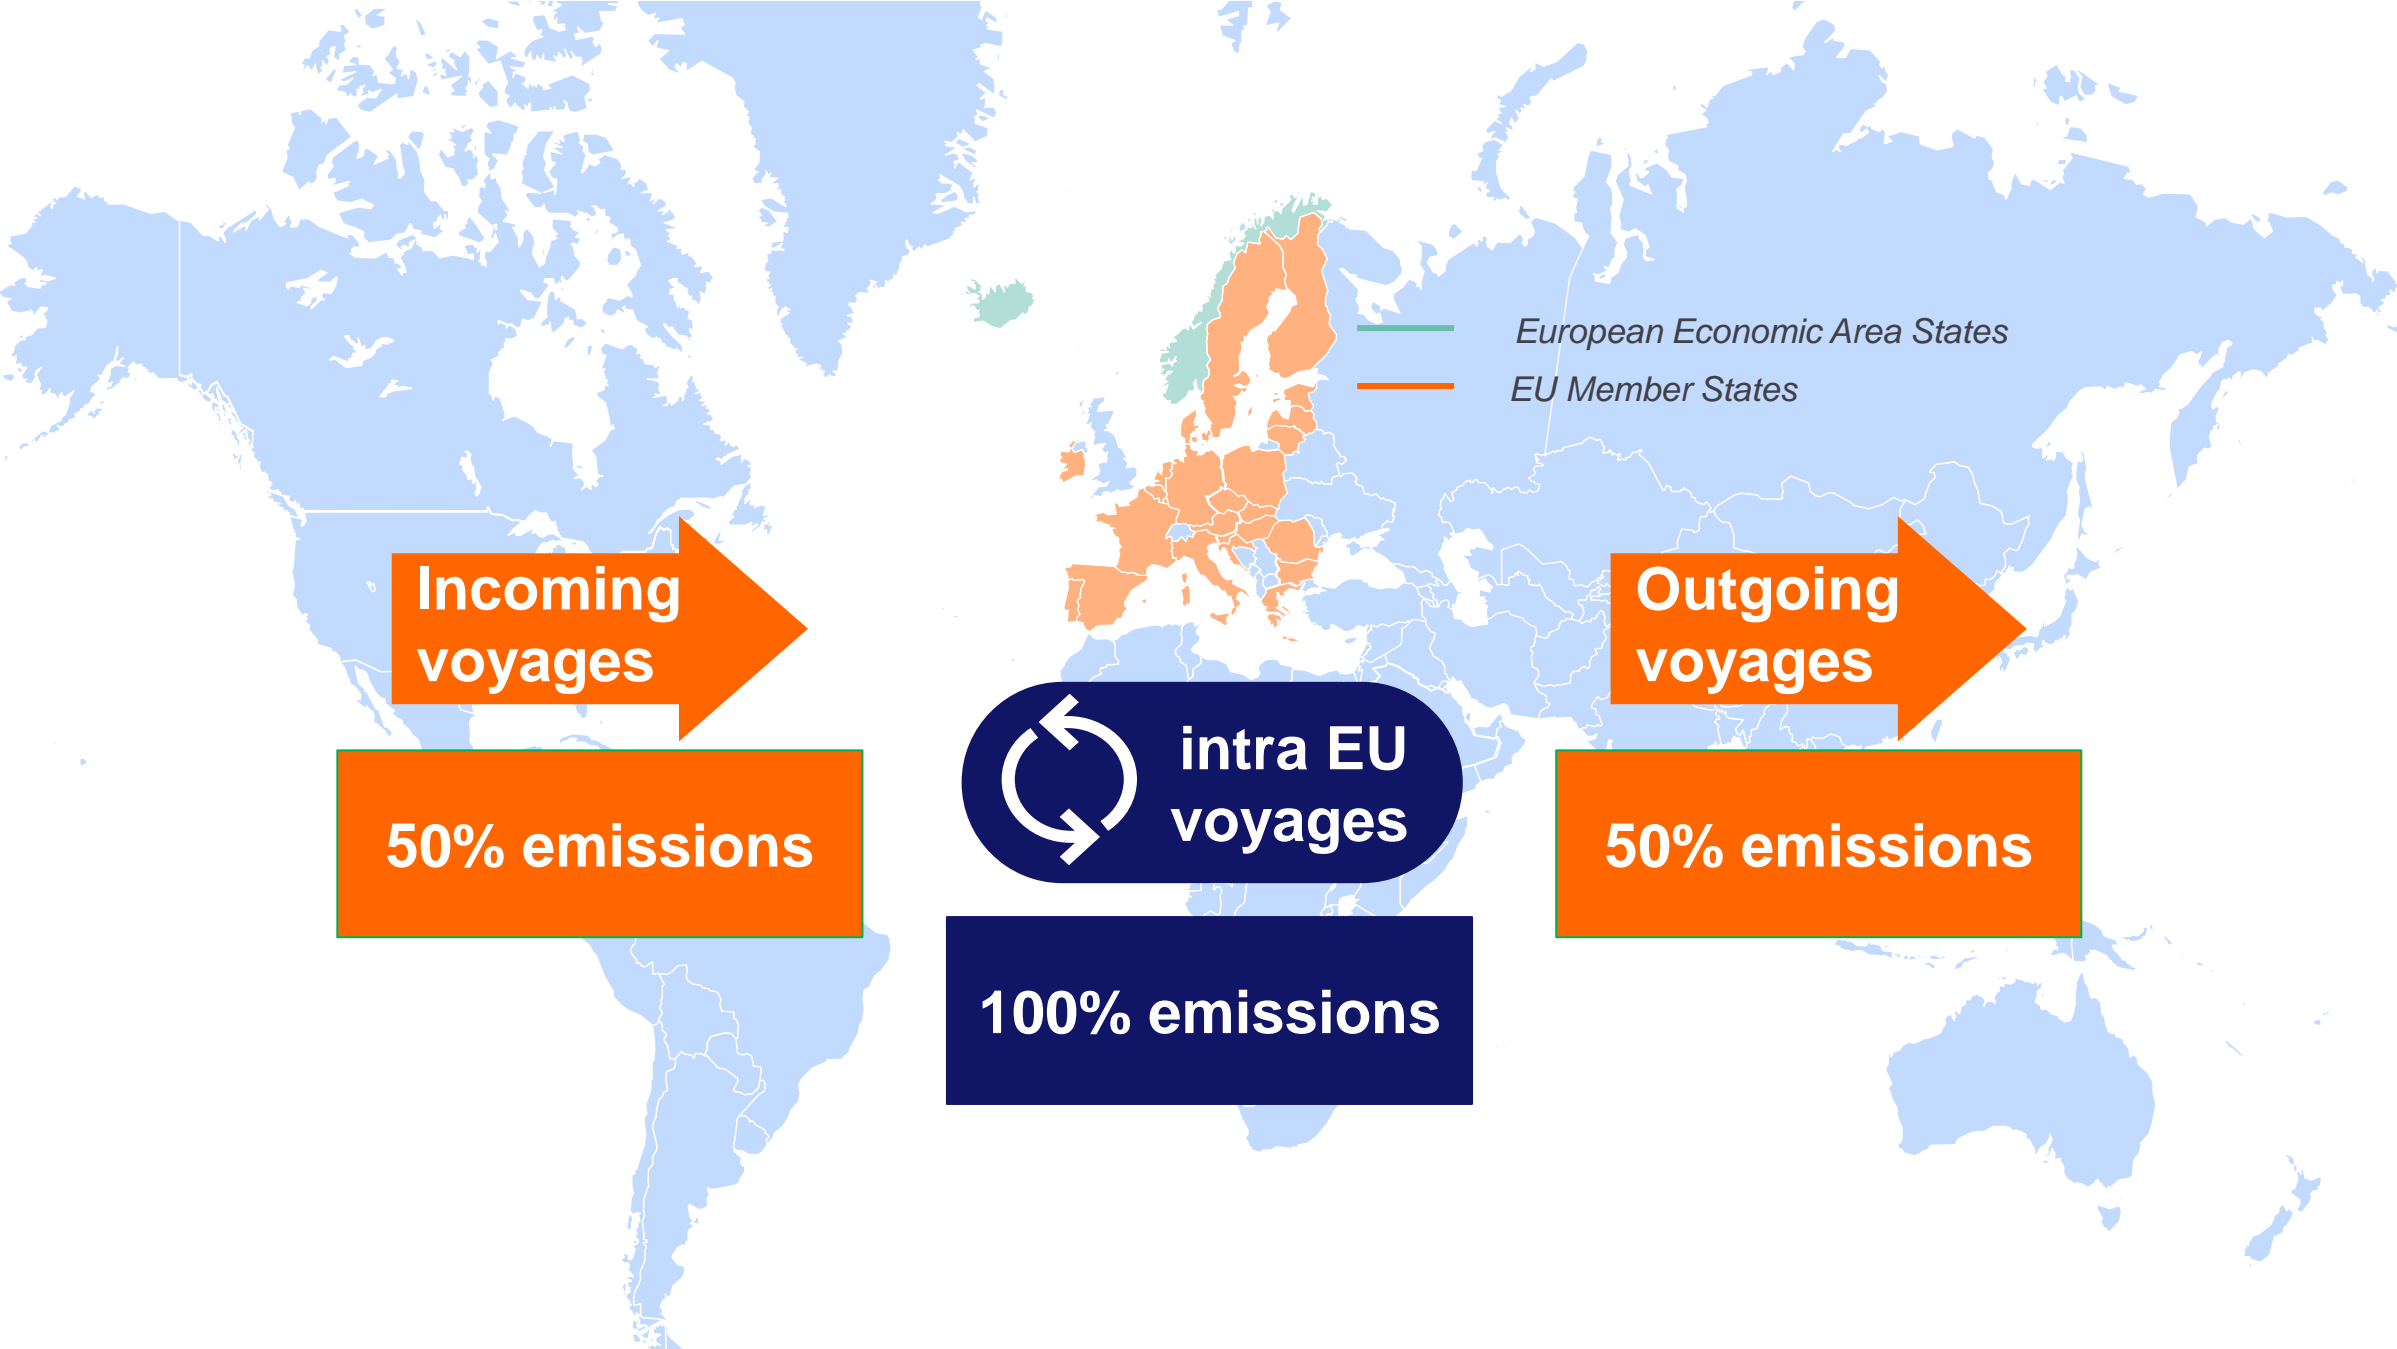 European Economic Area States
EU Member States
Incoming
voyages
50% emissions
intra EU
voyages
100% emissions
Outgoing
voyages
50% emissions